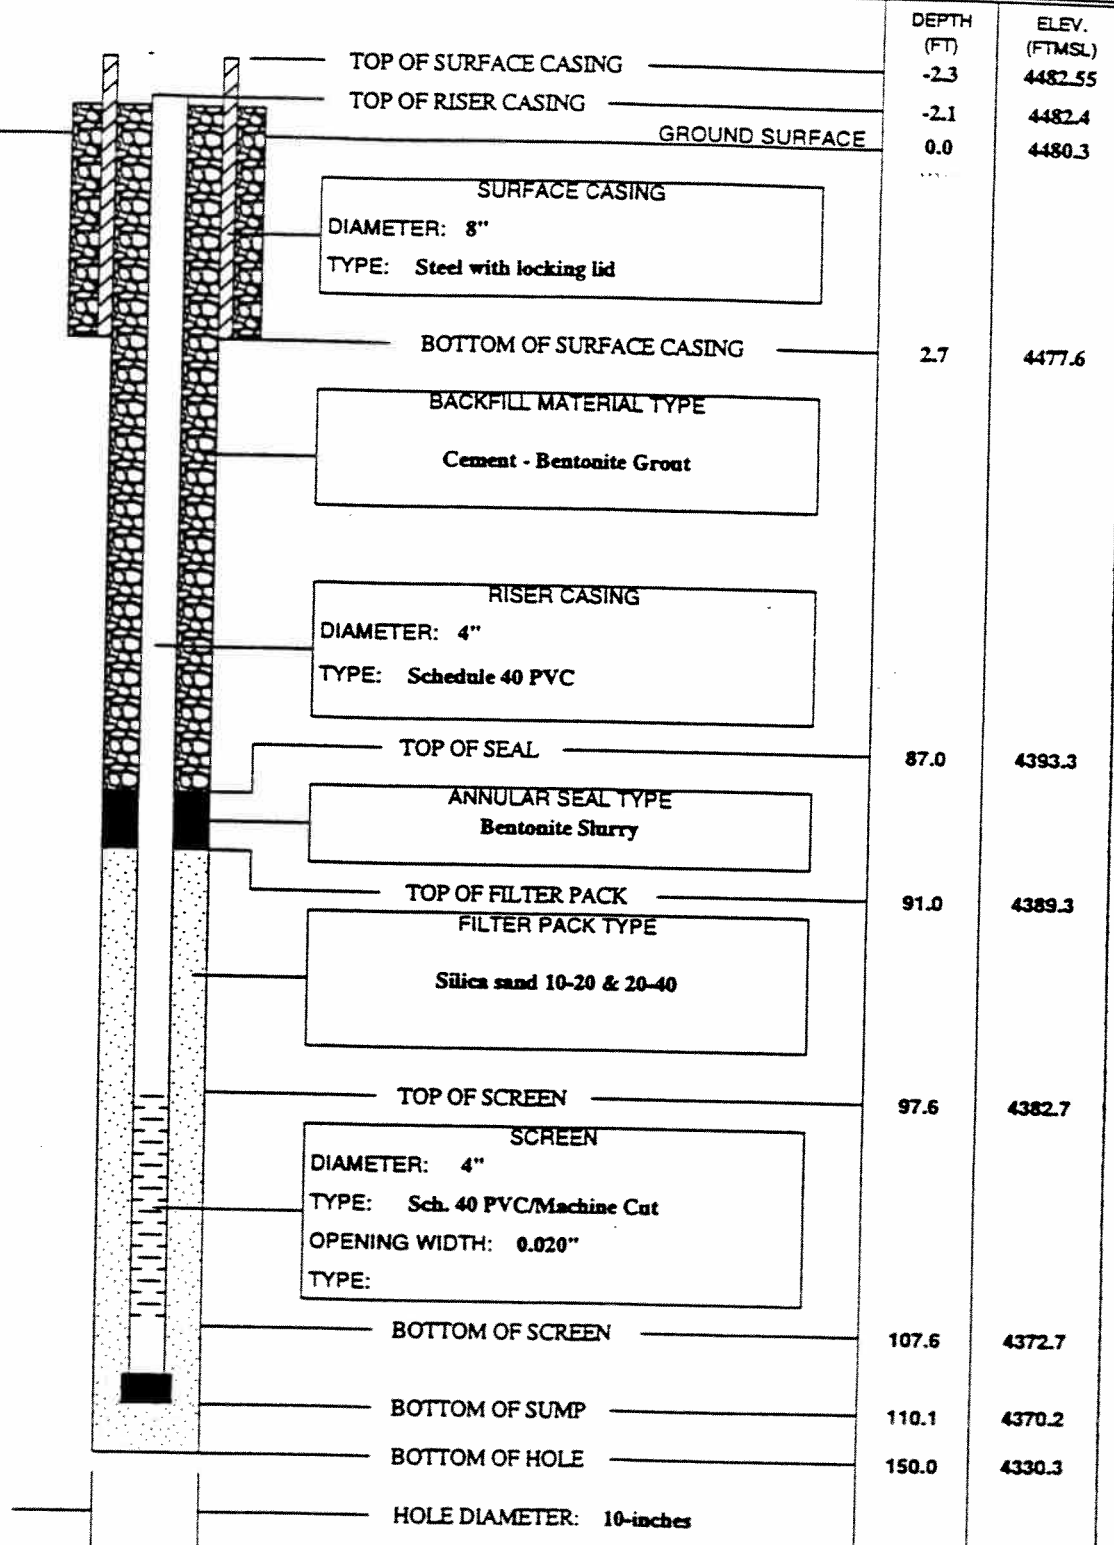 DEPTH (FT) ELEV. (FTMSL)
TOP OF SURFACE CASING -2.3 4482.55
TOP OF RISER CASING -2.1 4482.4
GROUND SURFACE 0.0 4480.3
SURFACE CASING
DIAMETER: 8"
TYPE: Steel with locking lid
BOTTOM OF SURFACE CASING 2.7 4477.6
BACKFILL MATERIAL TYPE
Cement - Bentonite Grout
RISER CASING
DIAMETER: 4"
TYPE: Schedule 40 PVC
TOP OF SEAL 87.0 4393.3
ANNULAR SEAL TYPE
Bentonite Slurry
TOP OF FILTER PACK 91.0 4389.3
FILTER PACK TYPE
Silica sand 10-20 & 20-40
TOP OF SCREEN 97.6 4382.7
SCREEN
DIAMETER: 4"
TYPE: Sch. 40 PVC/Machine Cut
OPENING WIDTH: 0.020"
TYPE:
BOTTOM OF SCREEN 107.6 4372.7
BOTTOM OF SUMP 110.1 4370.2
BOTTOM OF HOLE 150.0 4330.3
HOLE DIAMETER: 10-inches